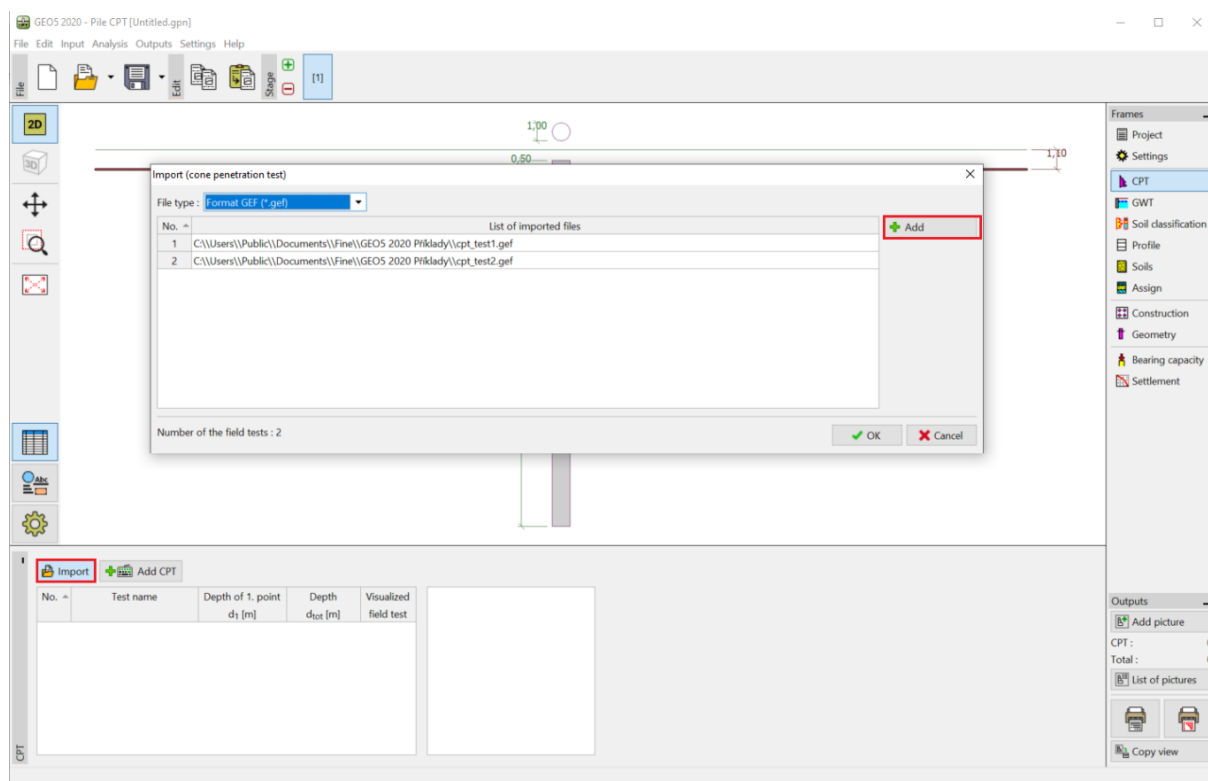 GEO5 2020 - Pile CPT [Untitled.gpn]
File Edit Input Analysis Outputs Settings Help
File
Edit
Stage
[1]
2D
3D
1,00
0,50
1,10
Import (cone penetration test)
File type : Format GEF (*.gef)
No. List of imported files
Add
1 C\\Users\\Public\\Documents\\Fine\\GEO5 2020 Příklady\\cpt_test1.gef
2 C\\Users\\Public\\Documents\\Fine\\GEO5 2020 Příklady\\cpt_test2.gef
Number of the field tests : 2
OK Cancel
Frames
Project
Settings
CPT
GWT
Soil classification
Profile
Soils
Assign
Construction
Geometry
Bearing capacity
Settlement
Abc
Import Add CPT
No. Test name Depth of 1. point Depth Visualized
d1 [m] dtot [m] field test
CPT
Outputs
Add picture
CPT :
Total :
List of pictures
Copy view